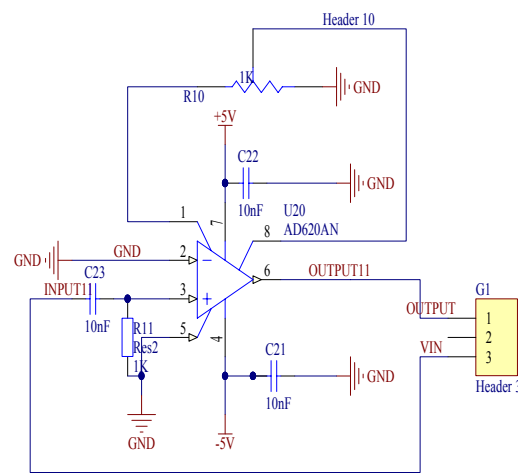 Header 10
1K
R10
GND
+5V
C22
10nF
GND
U20
AD620AN
1
7
8
GND
GND
2
6
OUTPUT11
INPUT11
C23
10nF
3
G1
OUTPUT
1
2
VIN
3
Header 3
R11
Res2
1K
5
4
C21
10nF
GND
GND
-5V